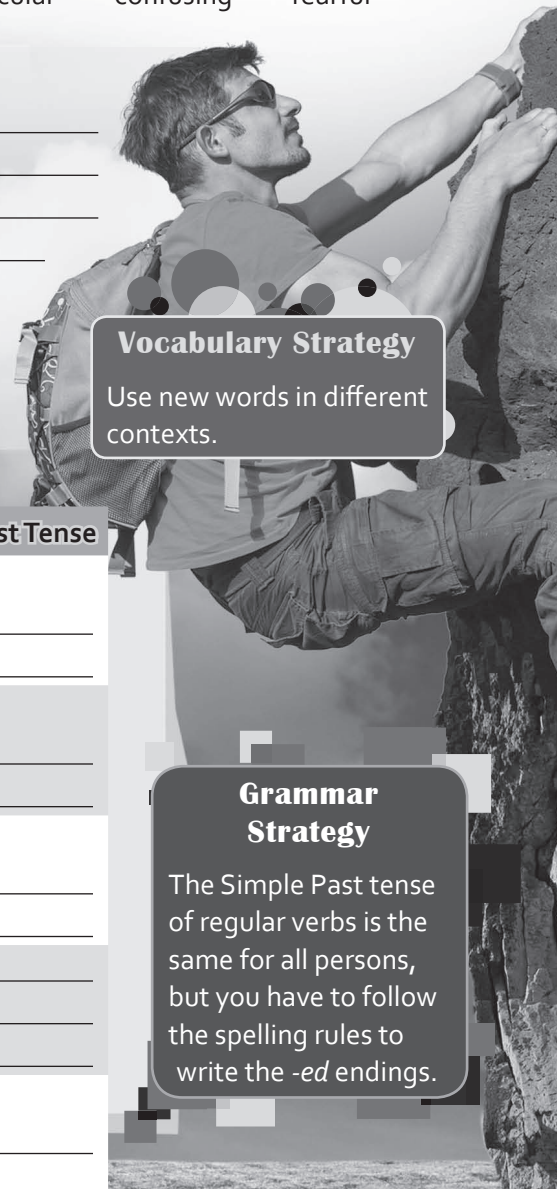 confusing
Vocabulary Strategy
Use new words in different
contexts.
st Tense
Grammar
Strategy
The Simple Past tense
of regular verbs is the
same for all persons,
but you have to follow
the spelling rules to
write the -ed endings.